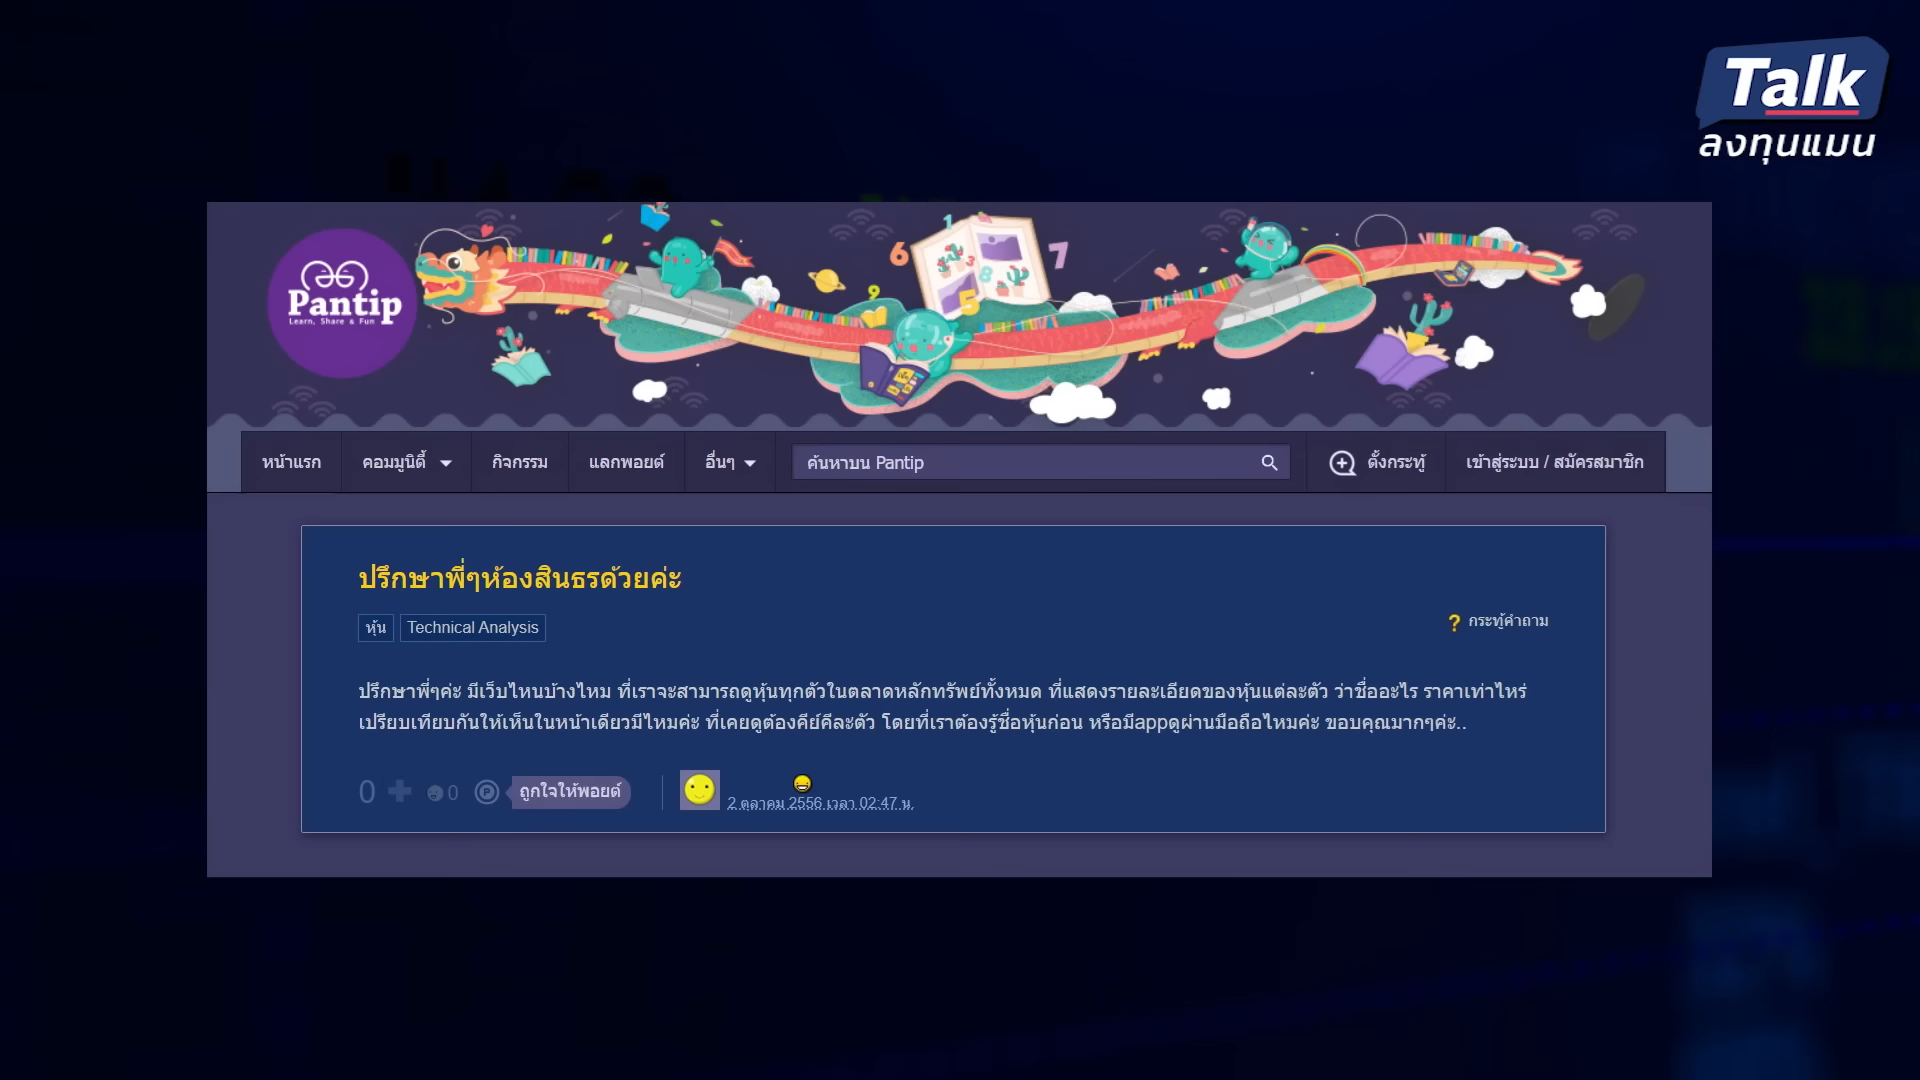 Talk
ลงทุนแมน
6 1 7
3 8
9 5
Pantip
Learn, Share & Fun
หน้าแรก คอมมูนิตี้ กิจกรรม แลกพอยต์ อื่นๆ ค้นหาบน Pantip ตั้งกระทู้ เข้าสู่ระบบ / สมัครสมาชิก
ปรึกษาพี่ๆห้องสินธรด้วยค่ะ
หุ้น Technical Analysis ? กระทู้คำถาม
ปรึกษาพี่ๆค่ะ มีเว็บไหนบ้างไหม ที่เราจะสามารถดูหุ้นทุกตัวในตลาดหลักทรัพย์ทั้งหมด ที่แสดงรายละเอียดของหุ้นแต่ละตัว ว่าชื่ออะไร ราคาเท่าไหร่
เปรียบเทียบกันให้เห็นในหน้าเดียวมีไหมค่ะ ที่เคยดูต้องคีย์คีละตัว โดยที่เราต้องรู้ชื่อหุ้นก่อน หรือมีappดูผ่านมือถือไหมค่ะ ขอบคุณมากๆค่ะ..
0 0 P ถูกใจให้พอยต์
2 ตุลาคม 2556 เวลา 02:47 น.